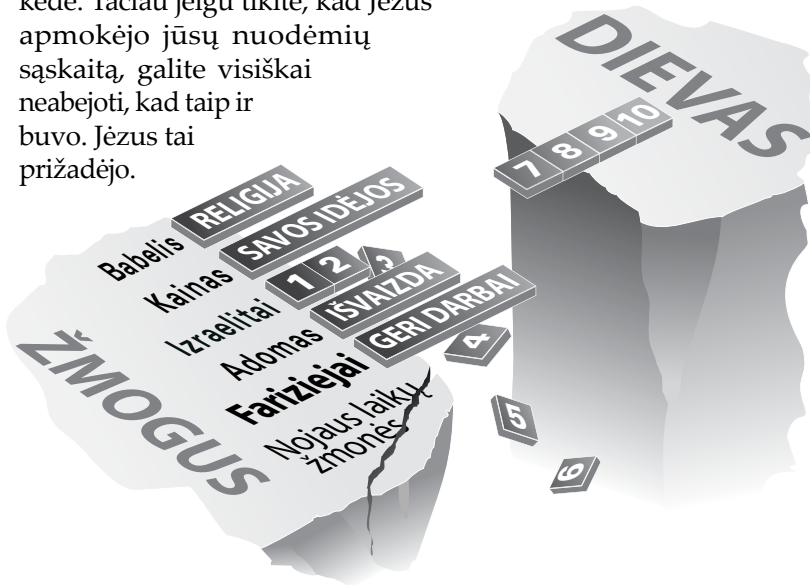 kėdė. Tačiau jeigu tikite, kad Jėzus
apmokėjo jūsų nuodėmių
sąskaitą, galite visiškai
neabejoti, kad taip ir
buvo. Jėzus tai
prižadėjo.
DIEVAS
7 8 9 10
RELIGIJA
Babelis
SAVOS IDĖJOS
Kainas
1 2 3
Izraelitai
IŠVAIZDA
Adomas
GERI DARBAI
Fariziejai
4
Nojaus laikų
žmonės
5
6
ŽMOGUS